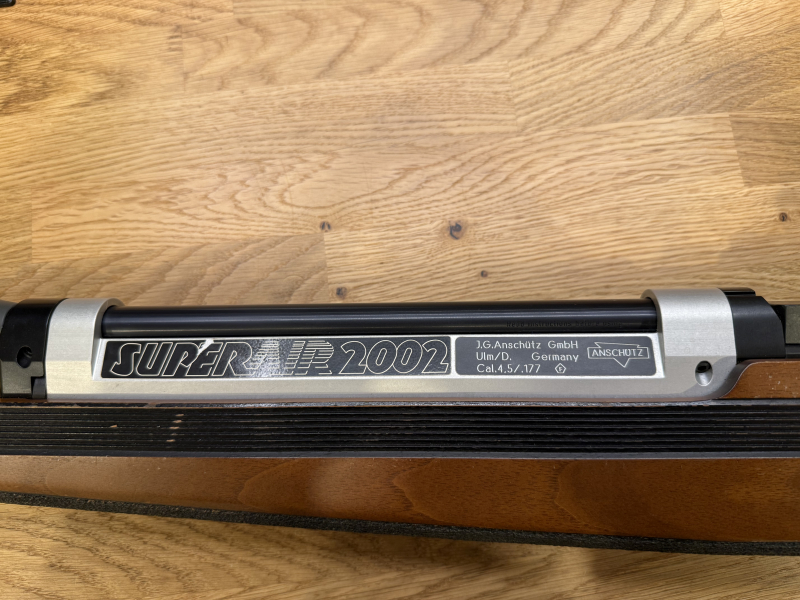 SUPERAIR 2002
J.G.Anschütz GmbH
Ulm/D. Germany
Cal.4,5/.177 F
ANSCHÜTZ